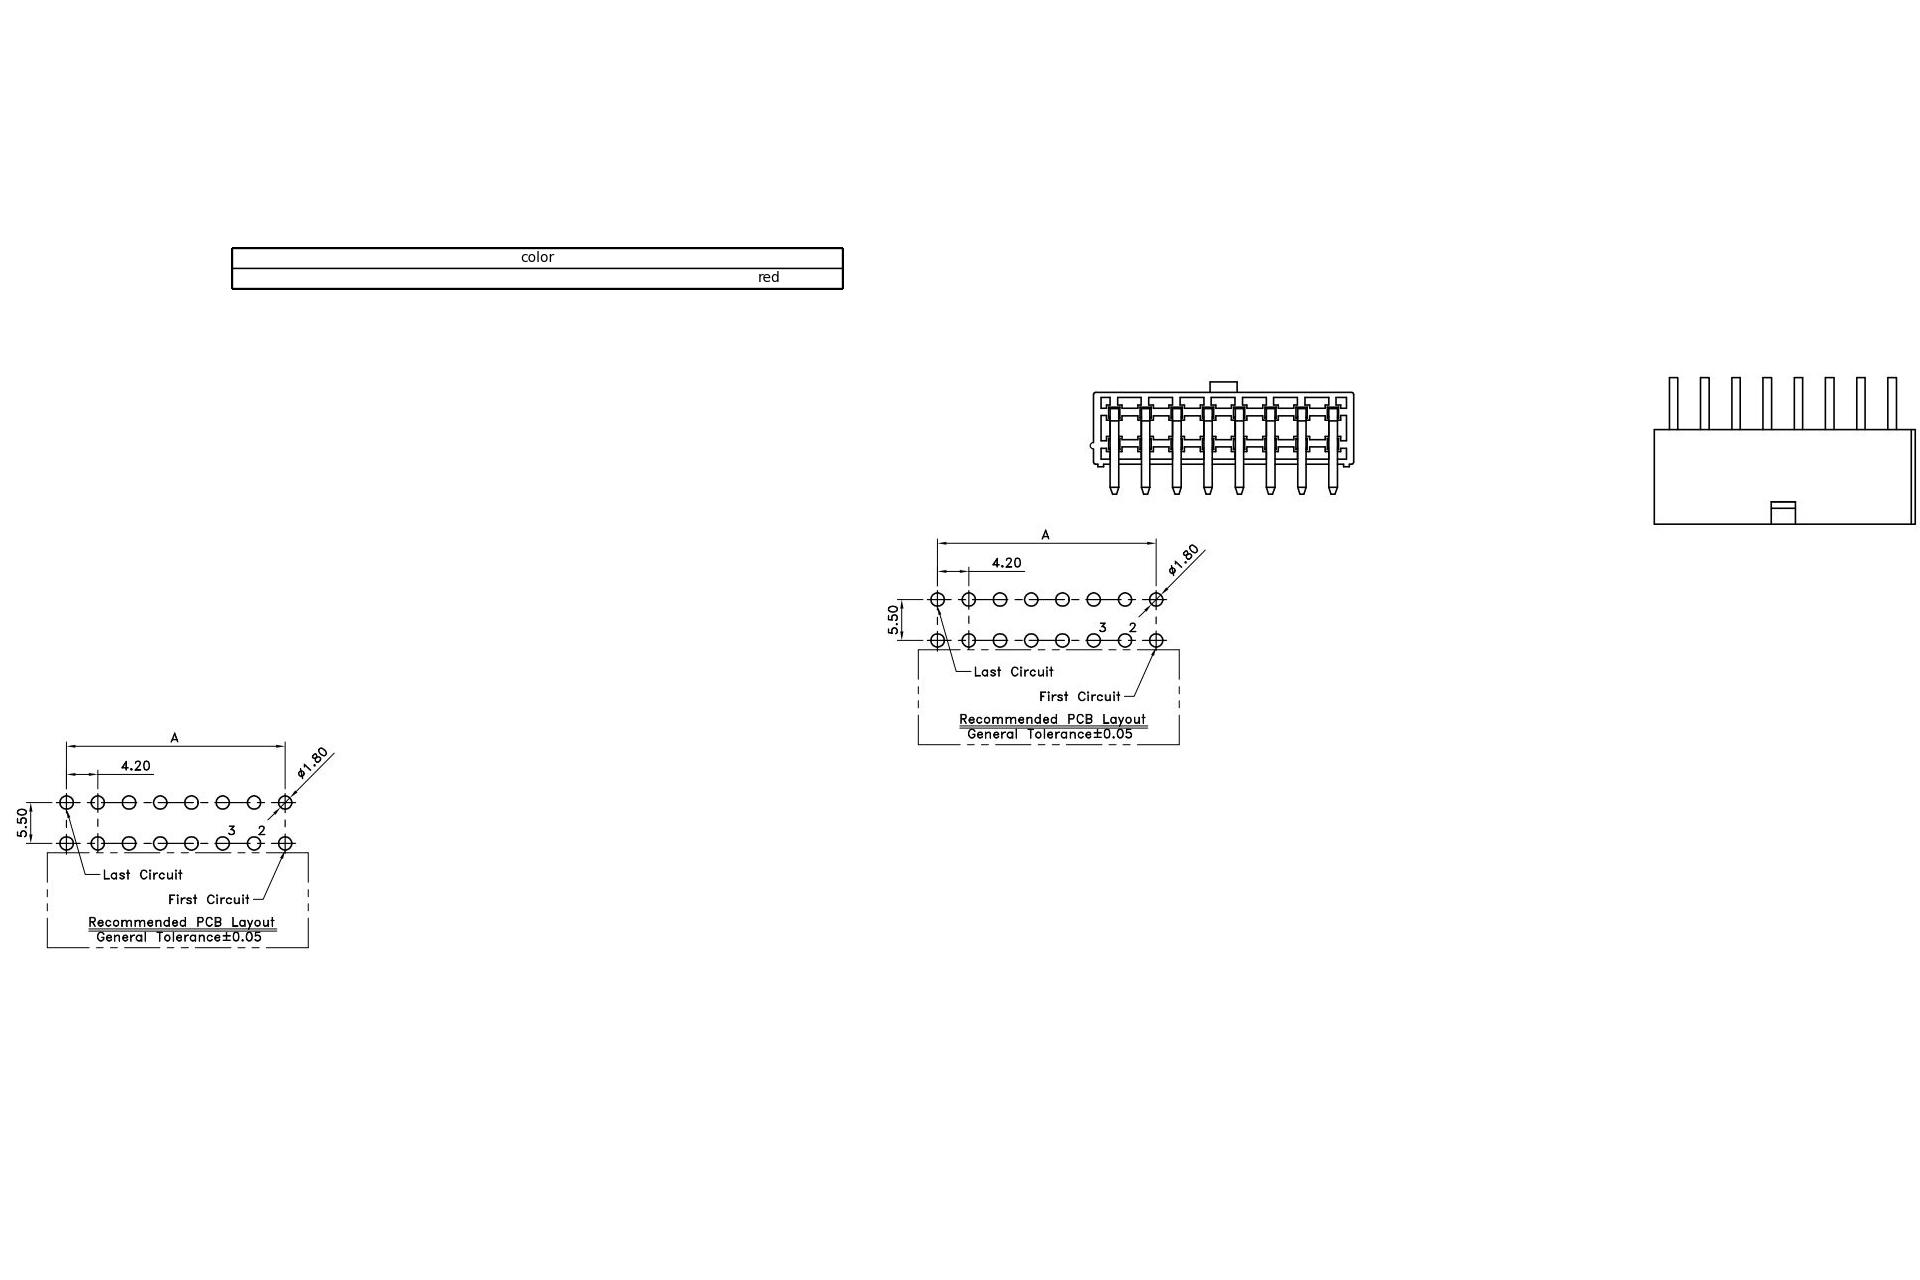 color
red
A
4.20
ø1.80
5.50
3 2
Last Circuit
First Circuit
Recommended PCB Layout
General Tolerance±0.05
A
4.20
ø1.80
5.50
3 2
Last Circuit
First Circuit
Recommended PCB Layout
General Tolerance±0.05